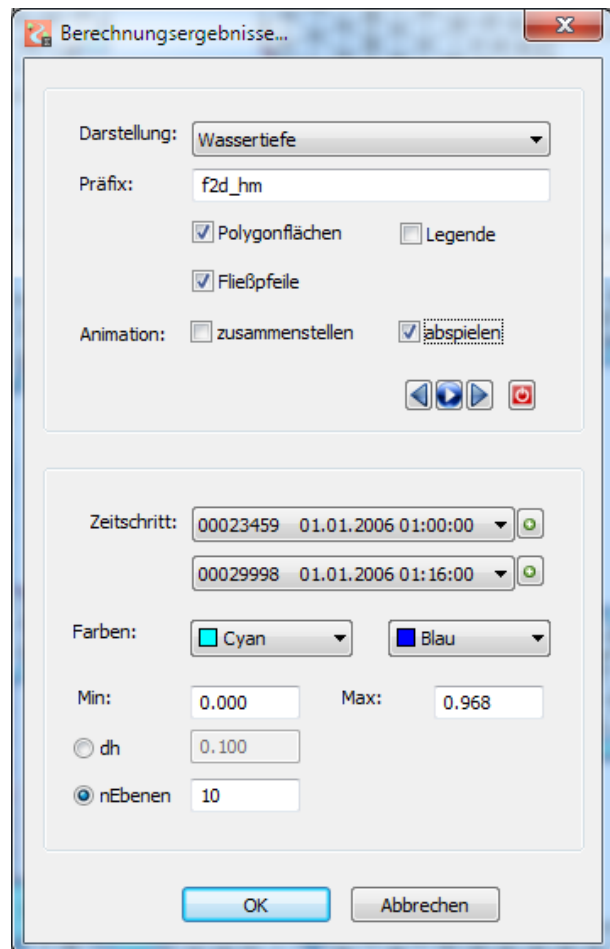 Berechnungsergebnisse...
Darstellung: Wassertiefe
Präfix: f2d_hm
Polygonflächen Legende
Fließpfeile
Animation: zusammenstellen abspielen
Zeitschritt: 00023459 01.01.2006 01:00:00
00029998 01.01.2006 01:16:00
Farben: Cyan Blau
Min: 0.000 Max: 0.968
dh 0.100
nEbenen 10
OK Abbrechen